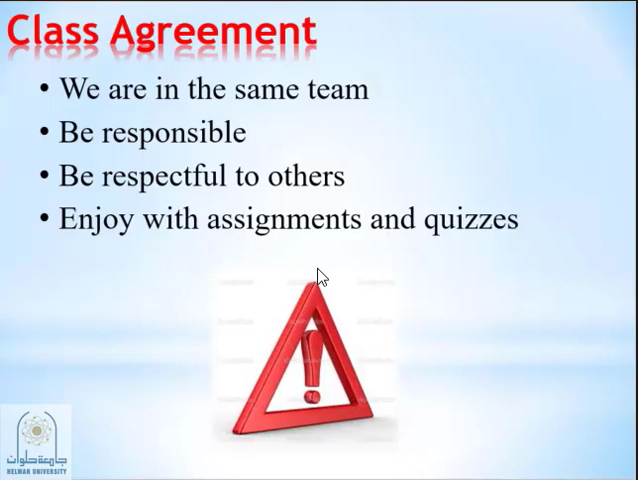 Class Agreement
• We are in the same team
• Be responsible
• Be respectful to others
• Enjoy with assignments and quizzes
جامعة حلوان
HELWAN UNIVERSITY